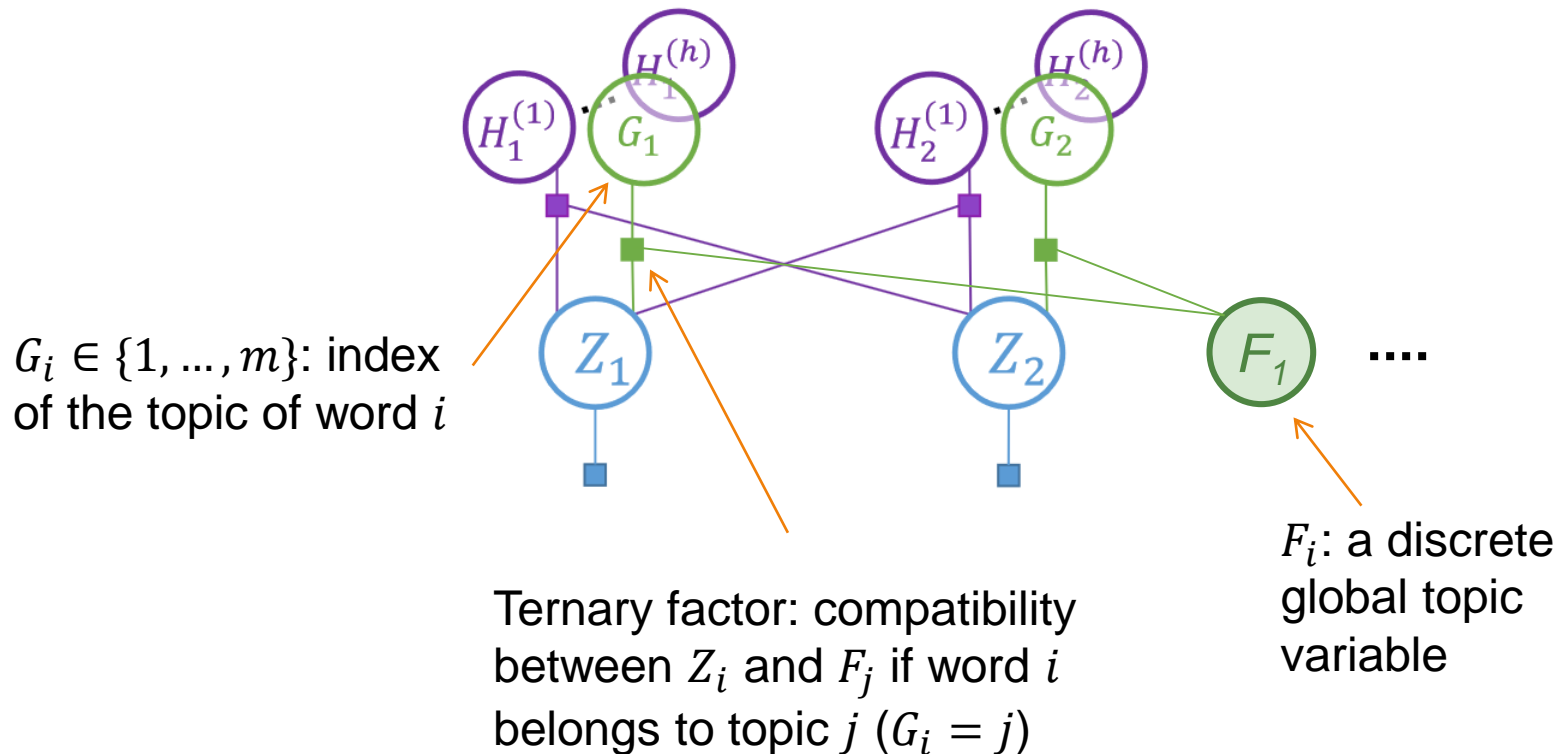 H_1^{(h)}
H_2^{(h)}
H_1^{(1)}
...
G_1
H_2^{(1)}
...
G_2
G_i ∈ {1, … , m}: index
of the topic of word i
Z_1
Z_2
F_1
....
Ternary factor: compatibility
between Z_i and F_j if word i
belongs to topic j (G_i = j)
F_i: a discrete
global topic
variable